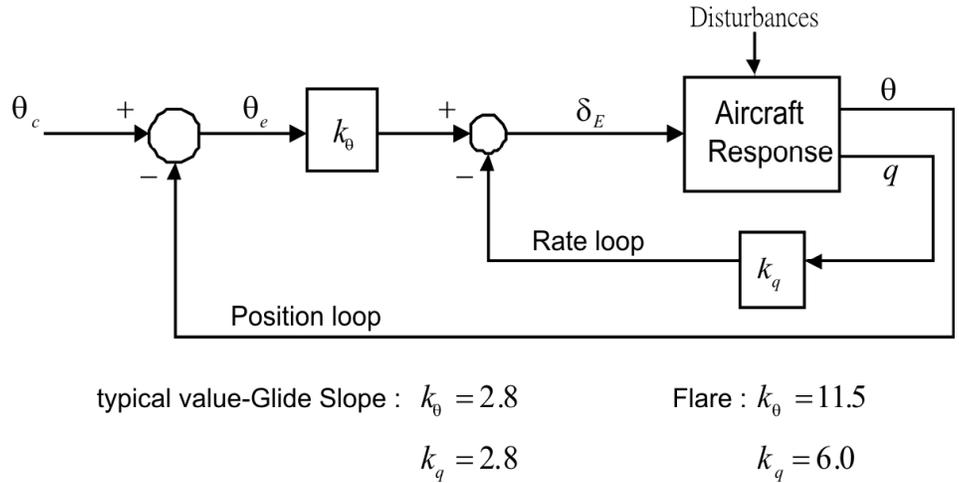 Disturbances
θc
+
θe
kθ
+
δE
Aircraft
Response
θ
q
−
−
Rate loop
kq
Position loop
typical value-Glide Slope : kθ = 2.8
Flare : kθ = 11.5
kq = 2.8
kq = 6.0